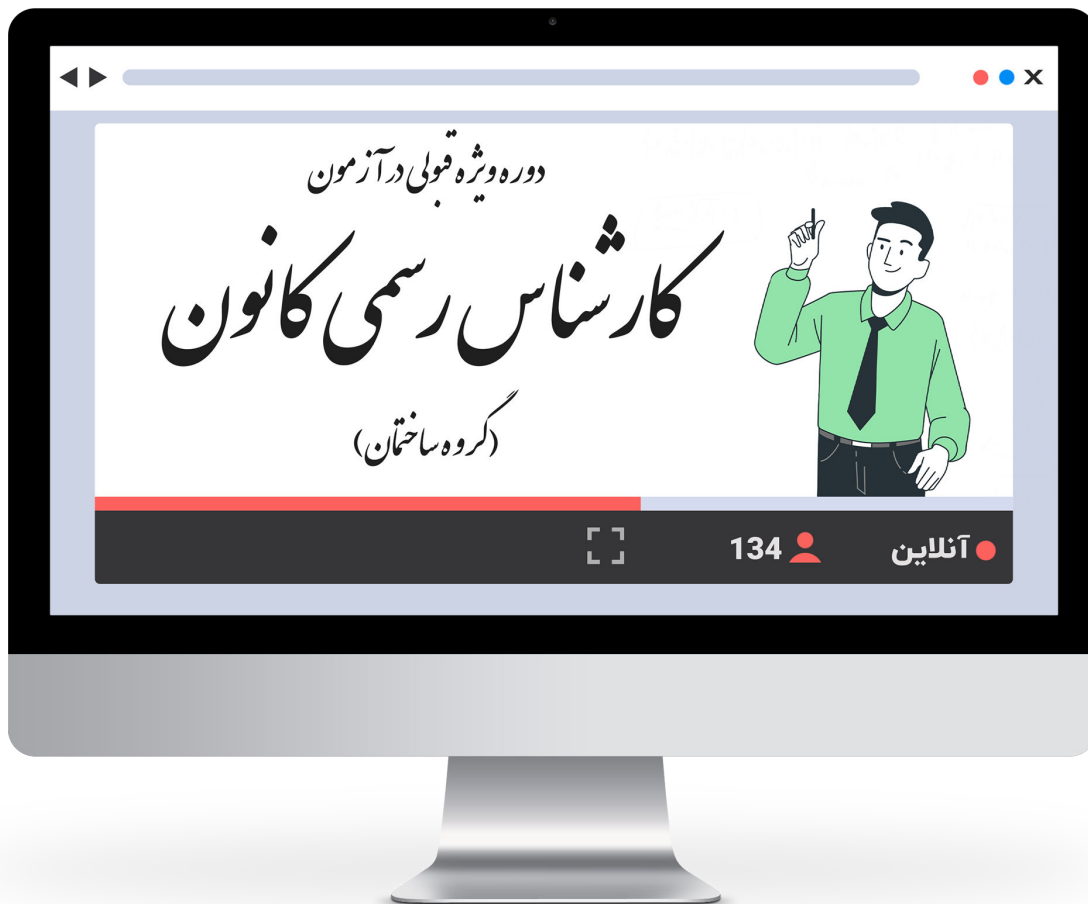 دوره ویژه قبولی در آزمون
کارشناس رسمی کانون
(گروه ساختمان)
آنلاین 134